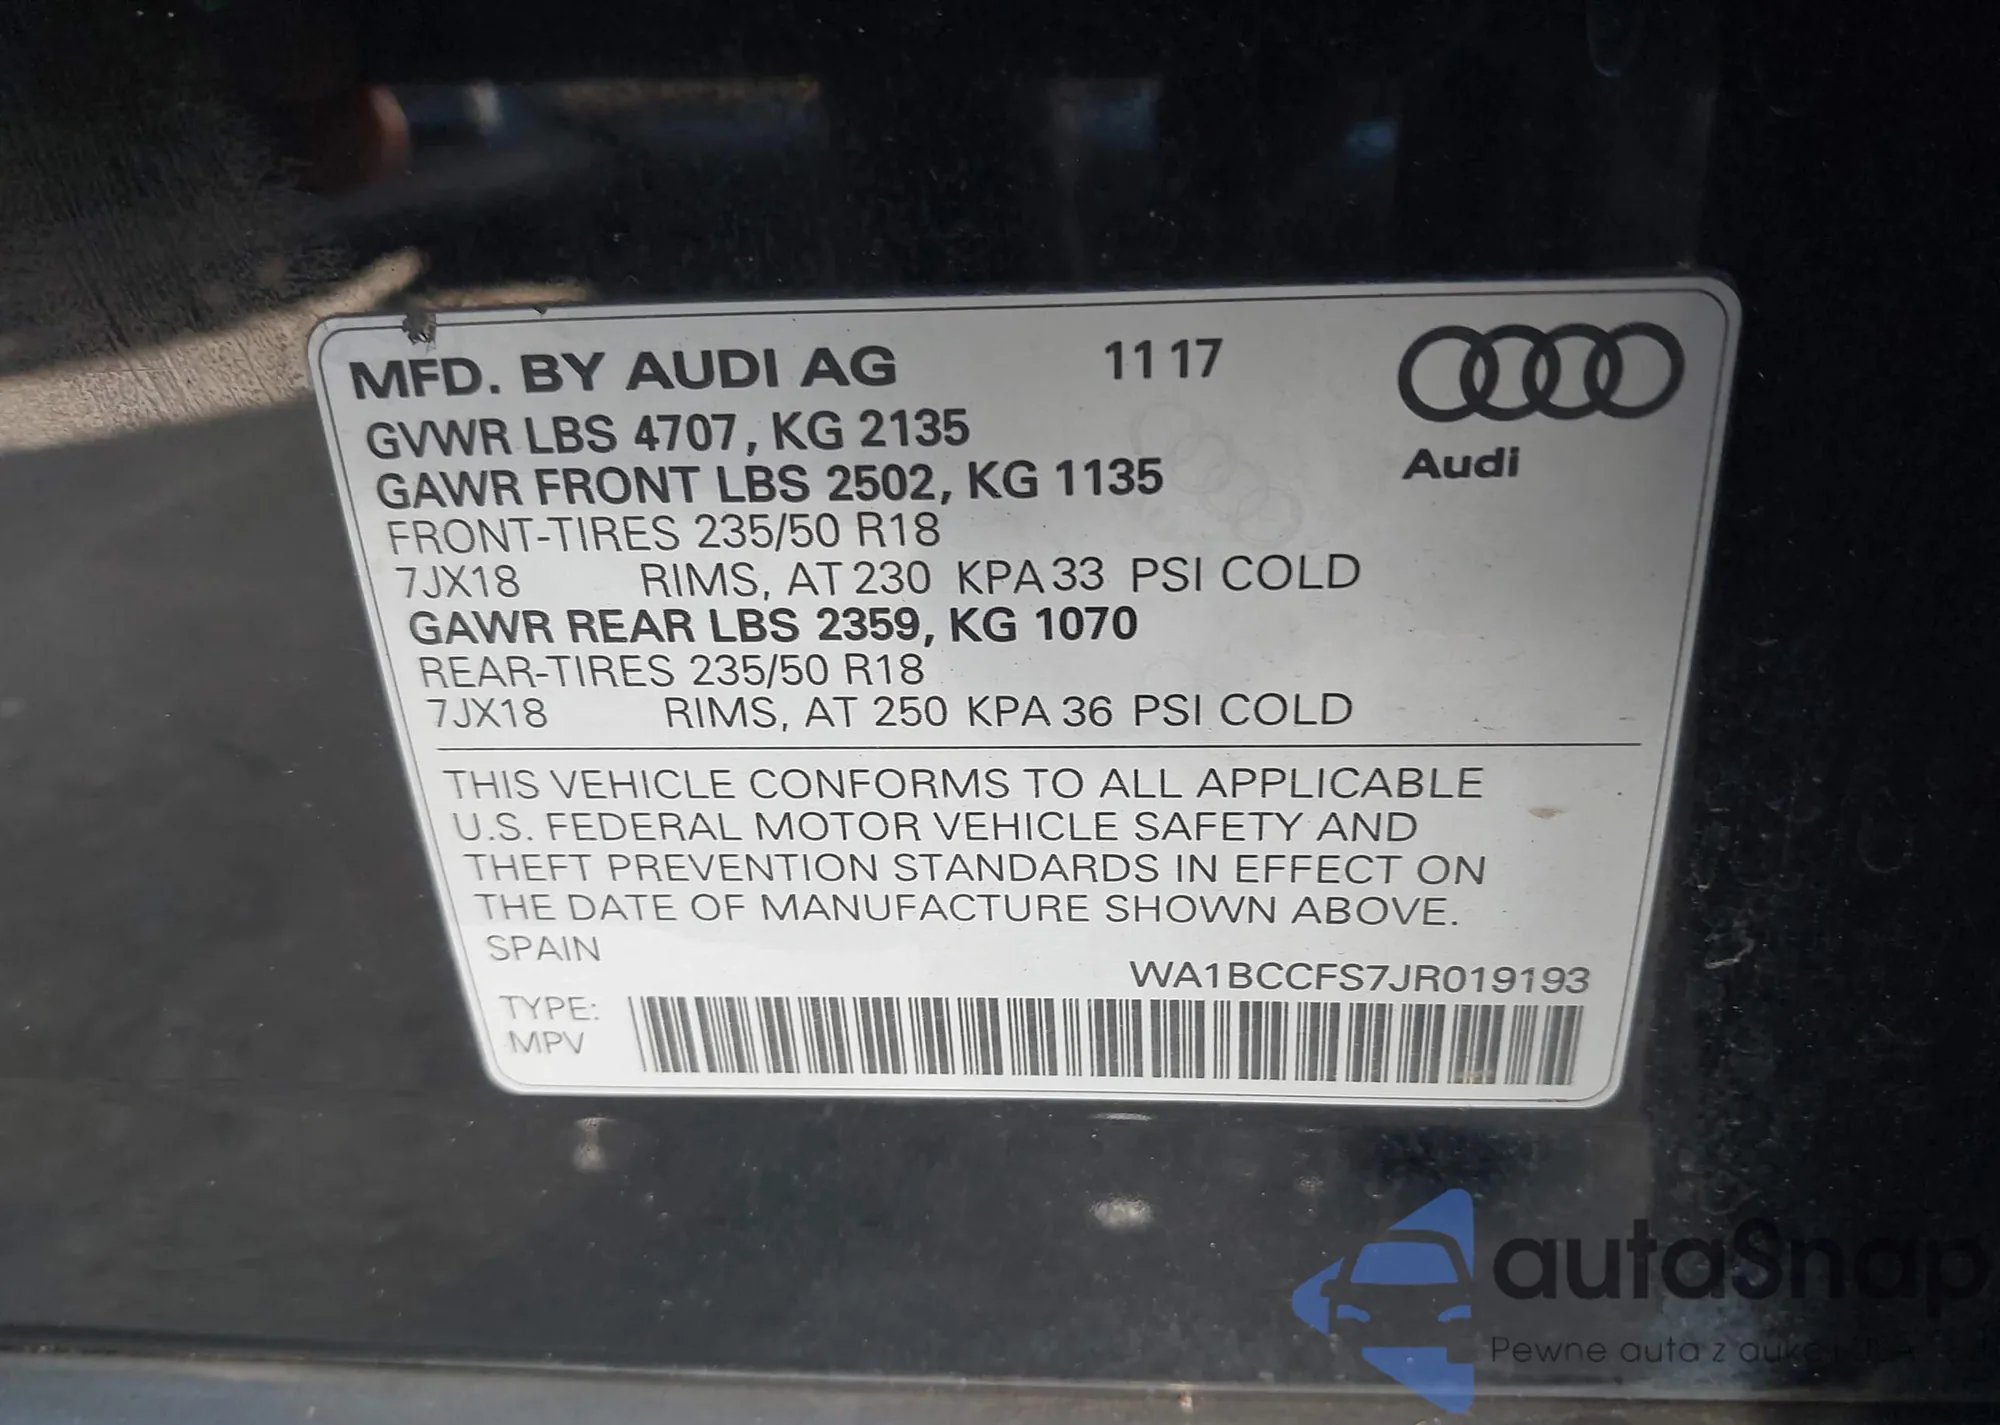 MFD. BY AUDI AG 11 17
Audi
GVWR LBS 4707, KG 2135
GAWR FRONT LBS 2502, KG 1135
FRONT-TIRES 235/50 R18
7JX18 RIMS, AT 230 KPA 33 PSI COLD
GAWR REAR LBS 2359, KG 1070
REAR-TIRES 235/50 R18
7JX18 RIMS, AT 250 KPA 36 PSI COLD
THIS VEHICLE CONFORMS TO ALL APPLICABLE
U.S. FEDERAL MOTOR VEHICLE SAFETY AND
THEFT PREVENTION STANDARDS IN EFFECT ON
THE DATE OF MANUFACTURE SHOWN ABOVE.
SPAIN
WA1BCCFS7JR019193
TYPE:
MPV
autaSnap
Pewne auta z